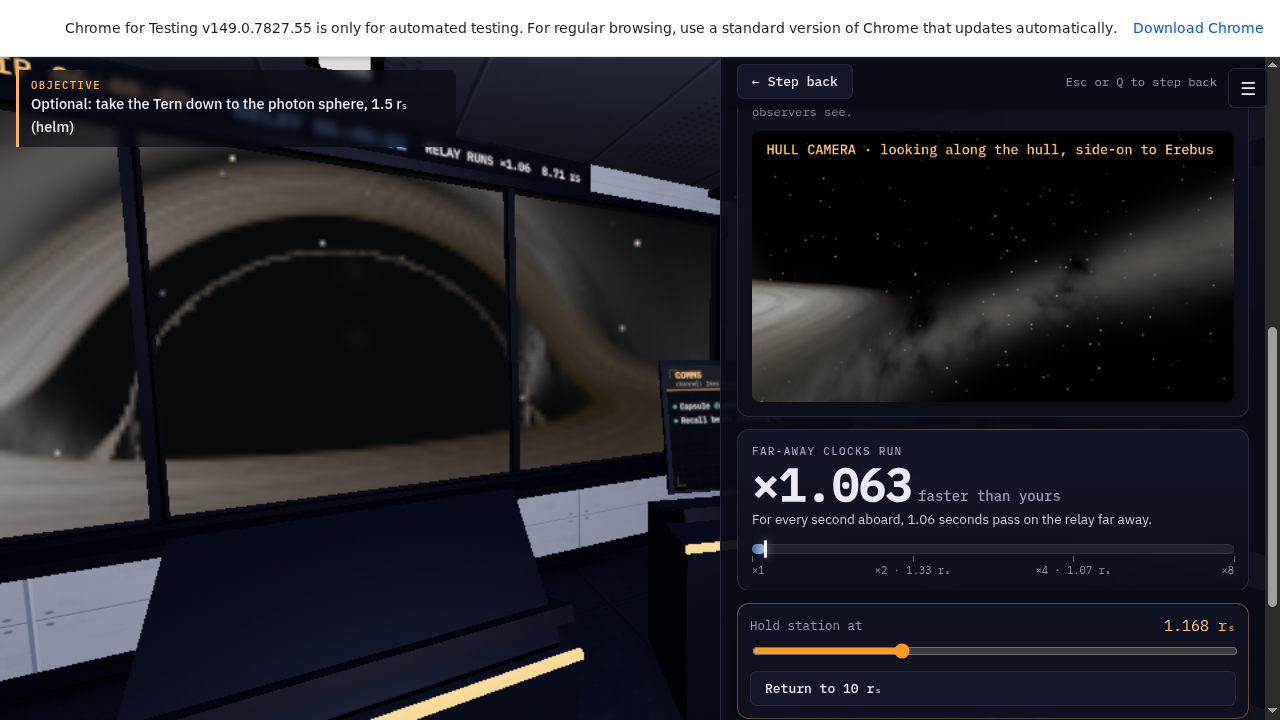 Chrome for Testing v149.0.7827.55 is only for automated testing. For regular browsing, use a standard version of Chrome that updates automatically. Download Chrome
OBJECTIVE
Optional: take the Tern down to the photon sphere, 1.5 rₛ
(helm)
RELAY RUNS ×1.06 8.71 rs
COMMS
Capsule
← Step back
Esc or Q to step back
observers see.
HULL CAMERA · looking along the hull, side-on to Erebus
FAR-AWAY CLOCKS RUN
×1.063 faster than yours
For every second aboard, 1.06 seconds pass on the relay far away.
×1 ×2 · 1.33 rₛ ×4 · 1.07 rₛ ×8
Hold station at 1.168 rₛ
Return to 10 rₛ